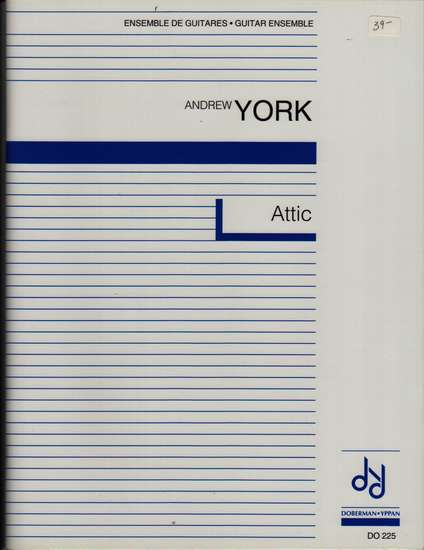 ENSEMBLE DE GUITARES • GUITAR ENSEMBLE
39-
ANDREW YORK
Attic
DOBERMAN•YPPAN
DO 225